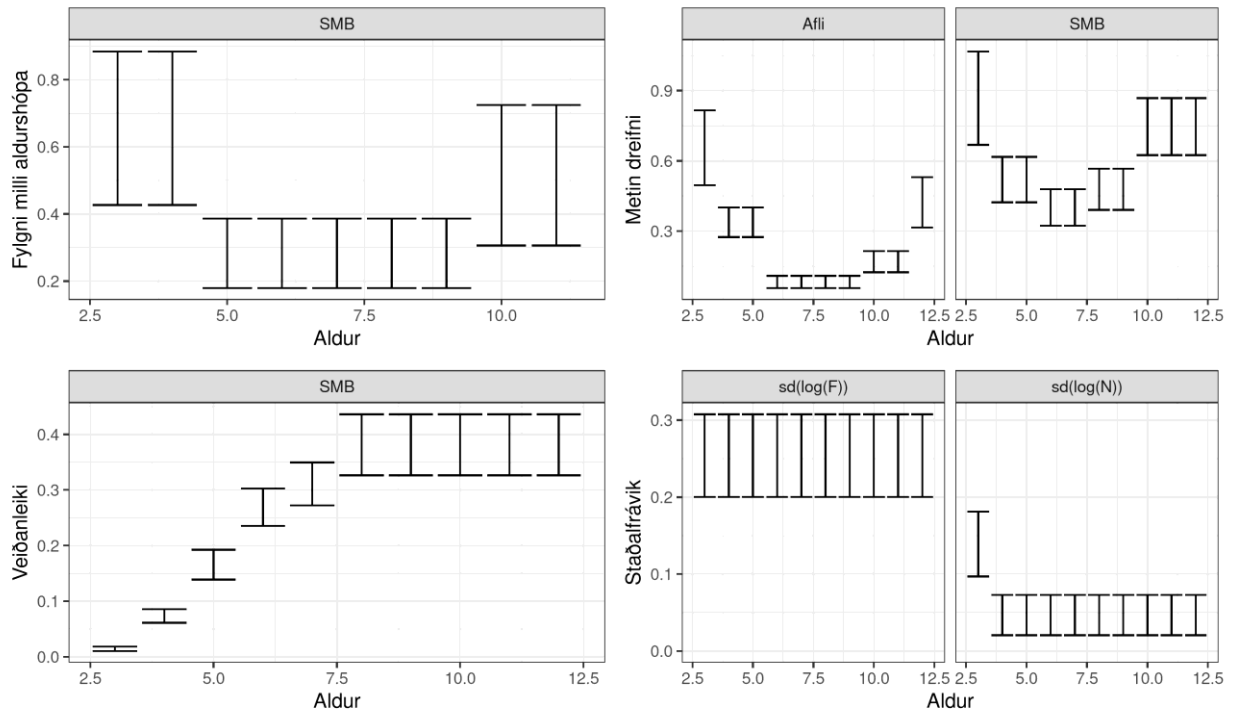 SMB
Fylgni milli aldurshópa
0.8
0.6
0.4
0.2
2.5 5.0 7.5 10.0
Aldur
Afli SMB
Metin dreifni
0.9
0.6
0.3
2.5 5.0 7.5 10.0 12.5 2.5 5.0 7.5 10.0 12.5
Aldur
SMB
Veiðanleiki
0.4
0.3
0.2
0.1
0.0
2.5 5.0 7.5 10.0 12.5
Aldur
sd(log(F)) sd(log(N))
Staðalfrávik
0.3
0.2
0.1
0.0
2.5 5.0 7.5 10.0 12.5 2.5 5.0 7.5 10.0 12.5
Aldur